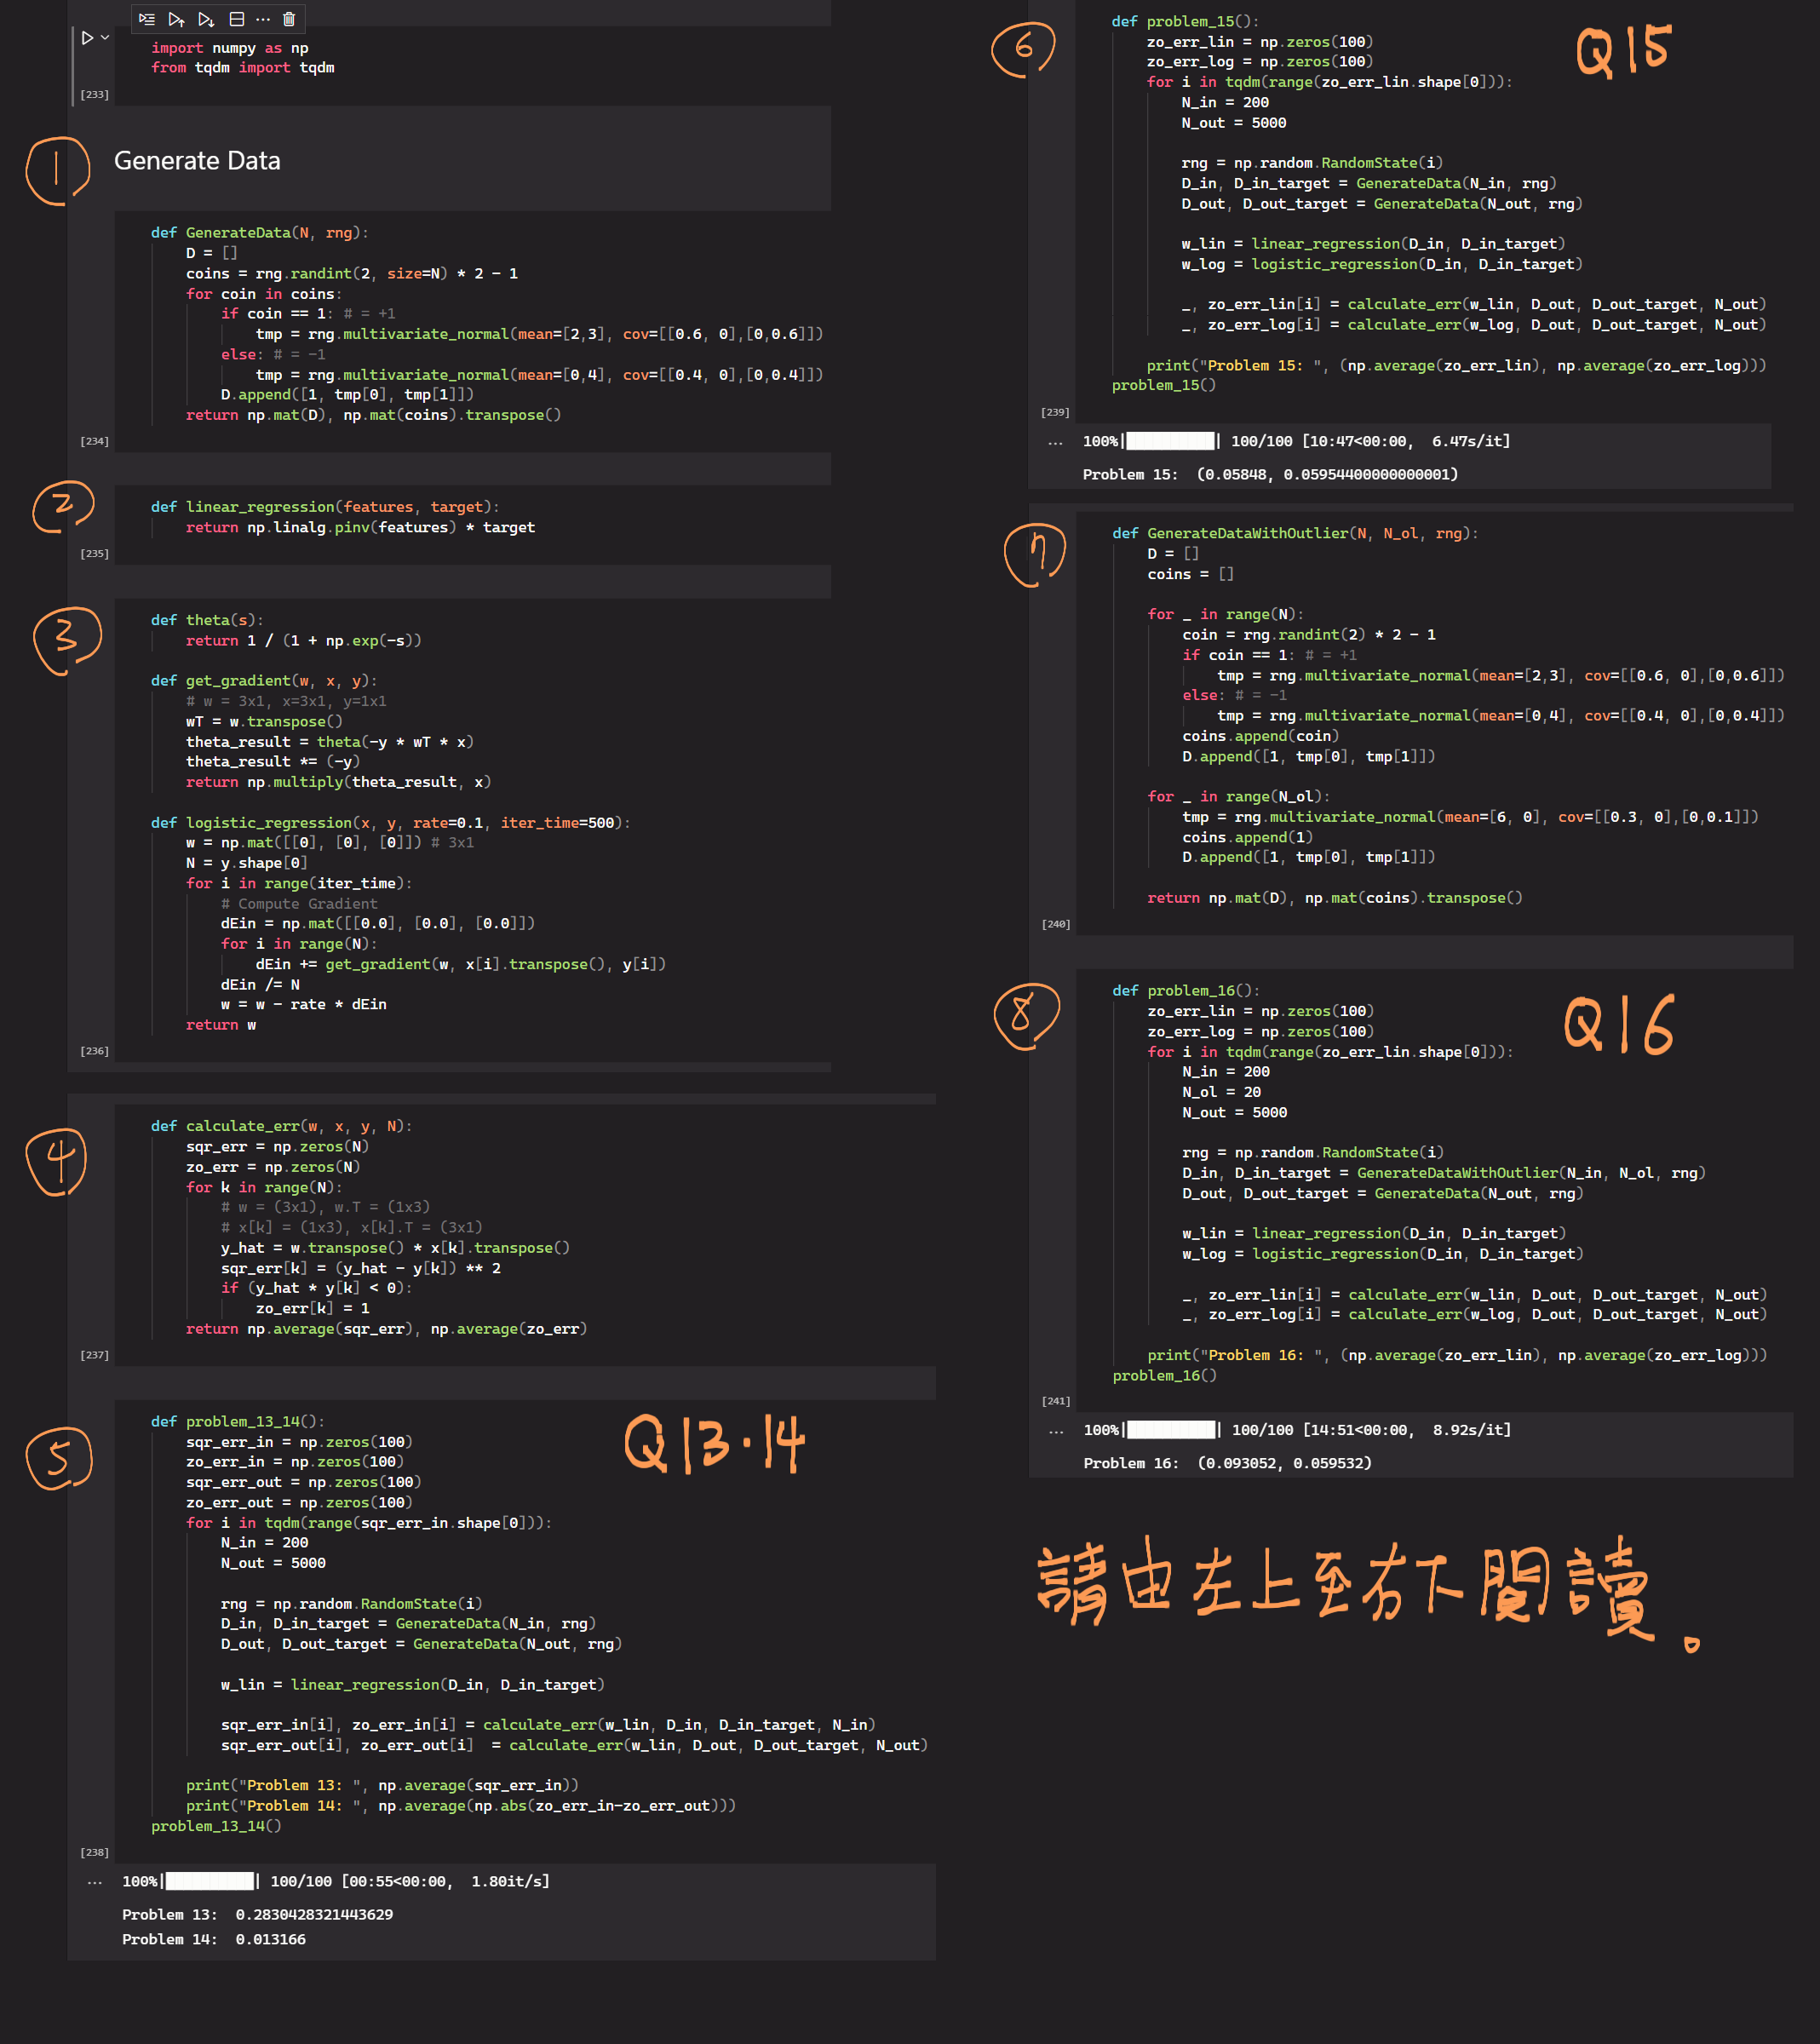 import numpy as np
from tqdm import tqdm
[233]
1
Generate Data
def GenerateData(N, rng):
    D = []
    coins = rng.randint(2, size=N) * 2 - 1
    for coin in coins:
        if coin == 1: # = +1
            tmp = rng.multivariate_normal(mean=[2,3], cov=[[0.6, 0],[0,0.6]])
        else: # = -1
            tmp = rng.multivariate_normal(mean=[0,4], cov=[[0.4, 0],[0,0.4]])
        D.append([1, tmp[0], tmp[1]])
    return np.mat(D), np.mat(coins).transpose()
[234]
2
def linear_regression(features, target):
    return np.linalg.pinv(features) * target
[235]
3
def theta(s):
    return 1 / (1 + np.exp(-s))
def get_gradient(w, x, y):
    # w = 3x1, x=3x1, y=1x1
    wT = w.transpose()
    theta_result = theta(-y * wT * x)
    theta_result *= (-y)
    return np.multiply(theta_result, x)
def logistic_regression(x, y, rate=0.1, iter_time=500):
    w = np.mat([[0], [0], [0]]) # 3x1
    N = y.shape[0]
    for i in range(iter_time):
        # Compute Gradient
        dEin = np.mat([[0.0], [0.0], [0.0]])
        for i in range(N):
            dEin += get_gradient(w, x[i].transpose(), y[i])
        dEin /= N
        w = w - rate * dEin
    return w
[236]
4
def calculate_err(w, x, y, N):
    sqr_err = np.zeros(N)
    zo_err = np.zeros(N)
    for k in range(N):
        # w = (3x1), w.T = (1x3)
        # x[k] = (1x3), x[k].T = (3x1)
        y_hat = w.transpose() * x[k].transpose()
        sqr_err[k] = (y_hat - y[k]) ** 2
        if (y_hat * y[k] < 0):
            zo_err[k] = 1
    return np.average(sqr_err), np.average(zo_err)
[237]
5
Q13.14
def problem_13_14():
    sqr_err_in = np.zeros(100)
    zo_err_in = np.zeros(100)
    sqr_err_out = np.zeros(100)
    zo_err_out = np.zeros(100)
    for i in tqdm(range(sqr_err_in.shape[0])):
        N_in = 200
        N_out = 5000
        rng = np.random.RandomState(i)
        D_in, D_in_target = GenerateData(N_in, rng)
        D_out, D_out_target = GenerateData(N_out, rng)
        w_lin = linear_regression(D_in, D_in_target)
        sqr_err_in[i], zo_err_in[i] = calculate_err(w_lin, D_in, D_in_target, N_in)
        sqr_err_out[i], zo_err_out[i]  = calculate_err(w_lin, D_out, D_out_target, N_out)
    print("Problem 13: ", np.average(sqr_err_in))
    print("Problem 14: ", np.average(np.abs(zo_err_in-zo_err_out)))
problem_13_14()
[238]
... 100%|██████████| 100/100 [00:55<00:00,  1.80it/s]
Problem 13:  0.2830428321443629
Problem 14:  0.013166
6
Q15
def problem_15():
    zo_err_lin = np.zeros(100)
    zo_err_log = np.zeros(100)
    for i in tqdm(range(zo_err_lin.shape[0])):
        N_in = 200
        N_out = 5000
        rng = np.random.RandomState(i)
        D_in, D_in_target = GenerateData(N_in, rng)
        D_out, D_out_target = GenerateData(N_out, rng)
        w_lin = linear_regression(D_in, D_in_target)
        w_log = logistic_regression(D_in, D_in_target)
        _, zo_err_lin[i] = calculate_err(w_lin, D_out, D_out_target, N_out)
        _, zo_err_log[i] = calculate_err(w_log, D_out, D_out_target, N_out)
    print("Problem 15: ", (np.average(zo_err_lin), np.average(zo_err_log)))
problem_15()
[239]
... 100%|██████████| 100/100 [10:47<00:00,  6.47s/it]
Problem 15:  (0.05848, 0.05954400000000001)
7
def GenerateDataWithOutlier(N, N_ol, rng):
    D = []
    coins = []
    for _ in range(N):
        coin = rng.randint(2) * 2 - 1
        if coin == 1: # = +1
            tmp = rng.multivariate_normal(mean=[2,3], cov=[[0.6, 0],[0,0.6]])
        else: # = -1
            tmp = rng.multivariate_normal(mean=[0,4], cov=[[0.4, 0],[0,0.4]])
        coins.append(coin)
        D.append([1, tmp[0], tmp[1]])
    for _ in range(N_ol):
        tmp = rng.multivariate_normal(mean=[6, 0], cov=[[0.3, 0],[0,0.1]])
        coins.append(1)
        D.append([1, tmp[0], tmp[1]])
    return np.mat(D), np.mat(coins).transpose()
[240]
8
Q16
def problem_16():
    zo_err_lin = np.zeros(100)
    zo_err_log = np.zeros(100)
    for i in tqdm(range(zo_err_lin.shape[0])):
        N_in = 200
        N_ol = 20
        N_out = 5000
        rng = np.random.RandomState(i)
        D_in, D_in_target = GenerateDataWithOutlier(N_in, N_ol, rng)
        D_out, D_out_target = GenerateData(N_out, rng)
        w_lin = linear_regression(D_in, D_in_target)
        w_log = logistic_regression(D_in, D_in_target)
        _, zo_err_lin[i] = calculate_err(w_lin, D_out, D_out_target, N_out)
        _, zo_err_log[i] = calculate_err(w_log, D_out, D_out_target, N_out)
    print("Problem 16: ", (np.average(zo_err_lin), np.average(zo_err_log)))
problem_16()
[241]
... 100%|██████████| 100/100 [14:51<00:00,  8.92s/it]
Problem 16:  (0.093052, 0.059532)
請由左上至右下閱讀。